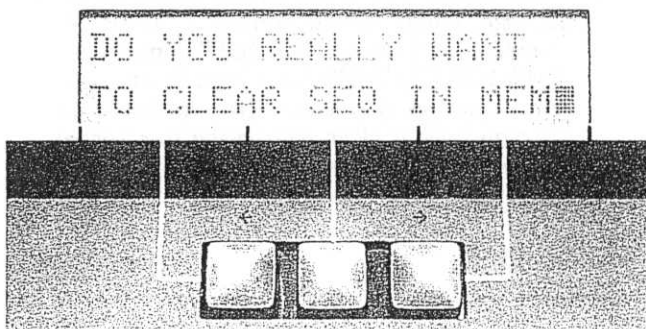 DO YOU REALLY WANT
TO CLEAR SEQ IN MEM
← →